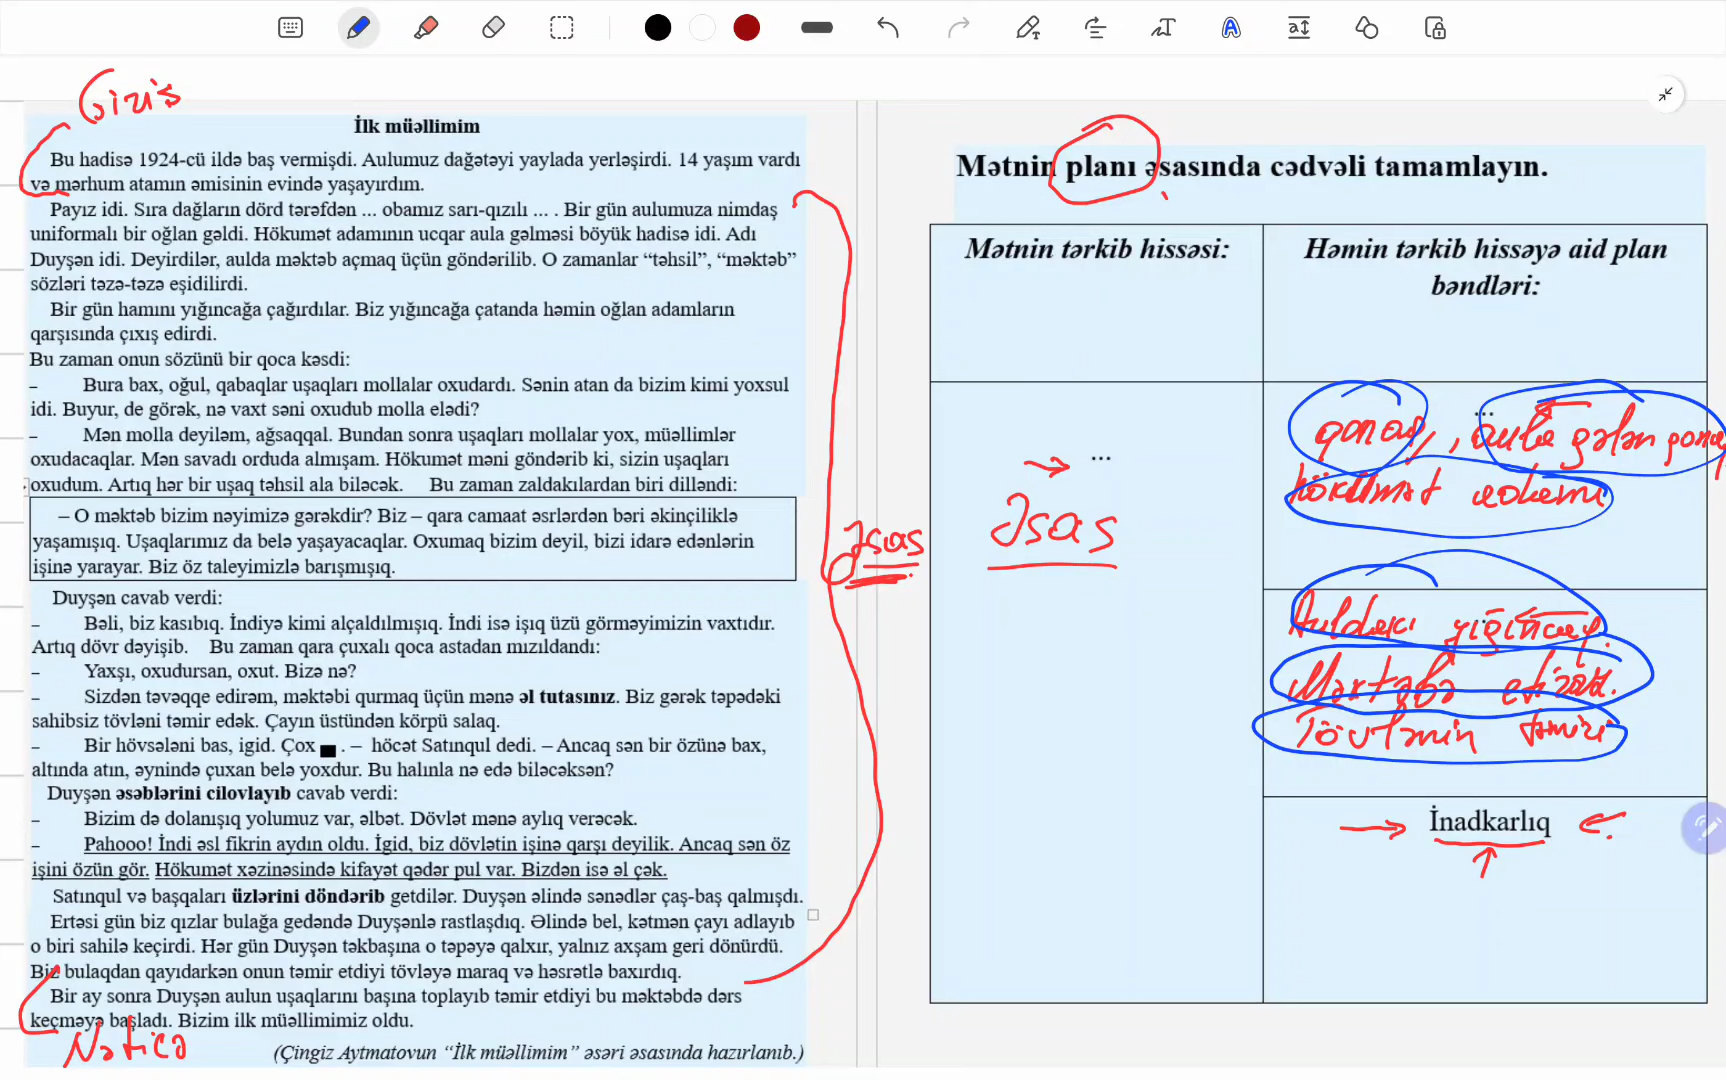 Giriş
İlk müəllimim
Bu hadisə 1924-cü ildə baş vermişdi. Aulumuz dağətəyi yaylada yerləşirdi. 14 yaşım vardı
və mərhum atamın əmisinin evində yaşayırdım.
Payız idi. Sıra dağların dörd tərəfdən ... obamız sarı-qızılı ... . Bir gün aulumuza nimdaş
uniformalı bir oğlan gəldi. Hökumət adamının ucqar aula gəlməsi böyük hadisə idi. Adı
Duyşən idi. Deyirdilər, aulda məktəb açmaq üçün göndərilib. O zamanlar “təhsil”, “məktəb”
sözləri təzə-təzə eşidilirdi.
Bir gün hamını yığıncağa çağırdılar. Biz yığıncağa çatanda həmin oğlan adamların
qarşısında çıxış edirdi.
Bu zaman onun sözünü bir qoca kəsdi:
– Bura bax, oğul, qabaqlar uşaqları mollalar oxudardı. Sənin atan da bizim kimi yoxsul
idi. Buyur, de görək, nə vaxt səni oxudub molla elədi?
– Mən molla deyiləm, ağsaqqal. Bundan sonra uşaqları mollalar yox, müəllimlər
oxudacaqlar. Mən savadı orduda almışam. Hökumət məni göndərib ki, sizin uşaqları
oxudum. Artıq hər bir uşaq təhsil ala biləcək. Bu zaman zaldakılardan biri dilləndi:
– O məktəb bizim nəyimizə gərəkdir? Biz – qara camaat əsrlərdən bəri əkinçiliklə
yaşamışıq. Uşaqlarımız da belə yaşayacaqlar. Oxumaq bizim deyil, bizi idarə edənlərin
işinə yarayar. Biz öz taleyimizlə barışmışıq.
Duyşən cavab verdi:
– Bəli, biz kasıbıq. İndiyə kimi alçaldılmışıq. İndi isə işıq üzü görməyimizin vaxtıdır.
Artıq dövr dəyişib. Bu zaman qara çuxalı qoca astadan mızıldandı:
– Yaxşı, oxudursan, oxut. Bizə nə?
– Sizdən təvəqqe edirəm, məktəbi qurmaq üçün mənə əl tutasınız. Biz gərək təpədəki
sahibsiz tövləni təmir edək. Çayın üstündən körpü salaq.
– Bir hövsələni bas, igid. Çox . – höcət Satınqul dedi. – Ancaq sən bir özünə bax,
altında atın, əynində çuxan belə yoxdur. Bu halınla nə edə biləcəksən?
Duyşən əsəblərini cilovlayıb cavab verdi:
– Bizim də dolanışıq yolumuz var, əlbət. Dövlət mənə aylıq verəcək.
– Pahooo! İndi əsl fikrin aydın oldu. İgid, biz dövlətin işinə qarşı deyilik. Ancaq sən öz
işini özün gör. Hökumət xəzinəsində kifayət qədər pul var. Bizdən isə əl çək.
Satınqul və başqaları üzlərini döndərib getdilər. Duyşən əlində sənədlər çaş-baş qalmışdı.
Ertəsi gün biz qızlar bulağa gedəndə Duyşənlə rastlaşdıq. Əlində bel, kətmən çayı adlayıb
o biri sahilə keçirdi. Hər gün Duyşən təkbaşına o təpəyə qalxır, yalnız axşam geri dönürdü.
Biz bulaqdan qayıdarkən onun təmir etdiyi tövləyə maraq və həsrətlə baxırdıq.
Bir ay sonra Duyşən aulun uşaqlarını başına toplayıb təmir etdiyi bu məktəbdə dərs
keçməyə başladı. Bizim ilk müəllimimiz oldu.
Nəticə
(Çingiz Aytmatovun “İlk müəllimim” əsəri əsasında hazırlanıb.)
Əsas
Mətnin planı əsasında cədvəli tamamlayın.
Mətnin tərkib hissəsi:
Həmin tərkib hissəyə aid plan
bəndləri:
...
Əsas
...
qonaq, aula gələn qonaq
hökumət adamı
Auldakı yığıncaq.
Məktəbə etiraz.
Tövlənin təmiri
İnadkarlıq